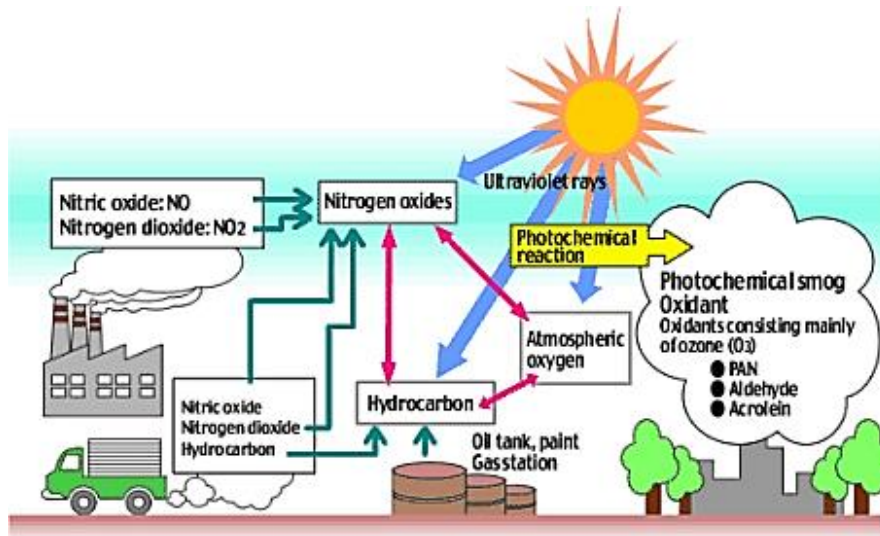 Ultraviolet rays
Nitric oxide: NO
Nitrogen dioxide: NO₂
Nitrogen oxides
Photochemical
reaction
Photochemical smog
Oxidant
Oxidants consisting mainly
of ozone (O₃)
● PAN
● Aldehyde
● Acrolein
Atmospheric
oxygen
Nitric oxide
Nitrogen dioxide
Hydrocarbon
Hydrocarbon
Oil tank, paint
Gas station